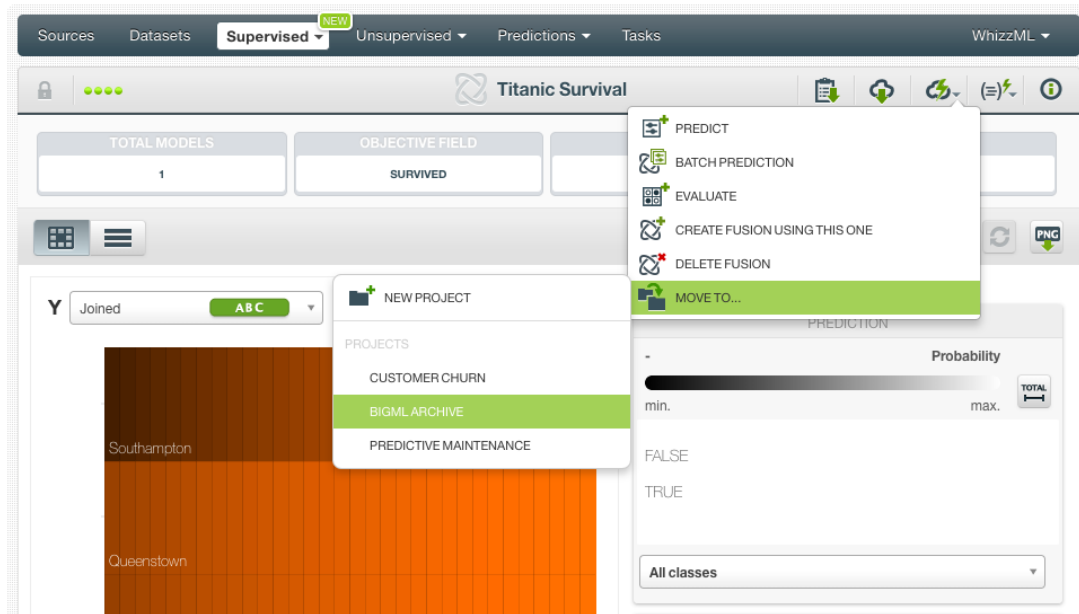 NEW
Sources Datasets Supervised Unsupervised Predictions Tasks WhizzML
Titanic Survival
TOTAL MODELS OBJECTIVE FIELD
1 SURVIVED
PREDICT
BATCH PREDICTION
EVALUATE
CREATE FUSION USING THIS ONE
DELETE FUSION
MOVE TO...
PNG
NEW PROJECT
PROJECTS
CUSTOMER CHURN
BIGML ARCHIVE
PREDICTIVE MAINTENANCE
Y Joined ABC
Southampton
Queenstown
PREDICTION
- Probability
TOTAL
min. max.
FALSE
TRUE
All classes